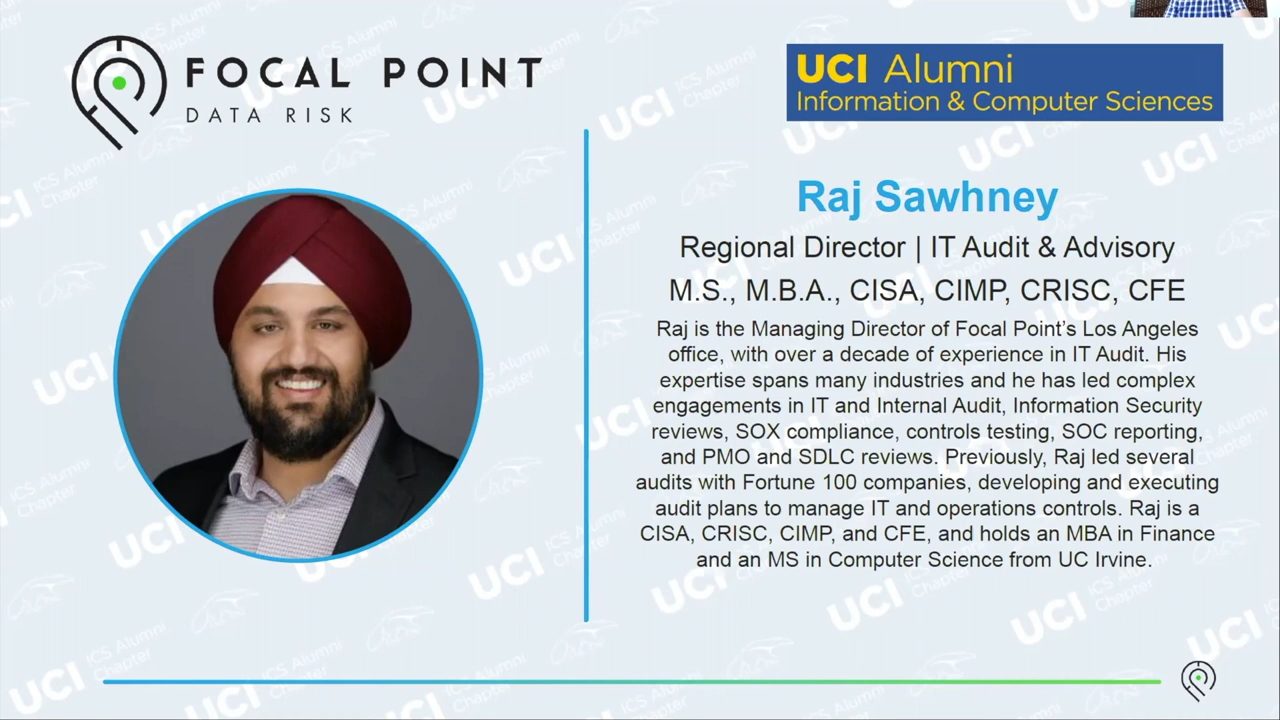 FOCAL POINT
DATA RISK
UCI Alumni
Information & Computer Sciences
Raj Sawhney
Regional Director | IT Audit & Advisory
M.S., M.B.A., CISA, CIMP, CRISC, CFE
Raj is the Managing Director of Focal Point’s Los Angeles
office, with over a decade of experience in IT Audit. His
expertise spans many industries and he has led complex
engagements in IT and Internal Audit, Information Security
reviews, SOX compliance, controls testing, SOC reporting,
and PMO and SDLC reviews. Previously, Raj led several
audits with Fortune 100 companies, developing and executing
audit plans to manage IT and operations controls. Raj is a
CISA, CRISC, CIMP, and CFE, and holds an MBA in Finance
and an MS in Computer Science from UC Irvine.
UCI ICS Alumni Chapter